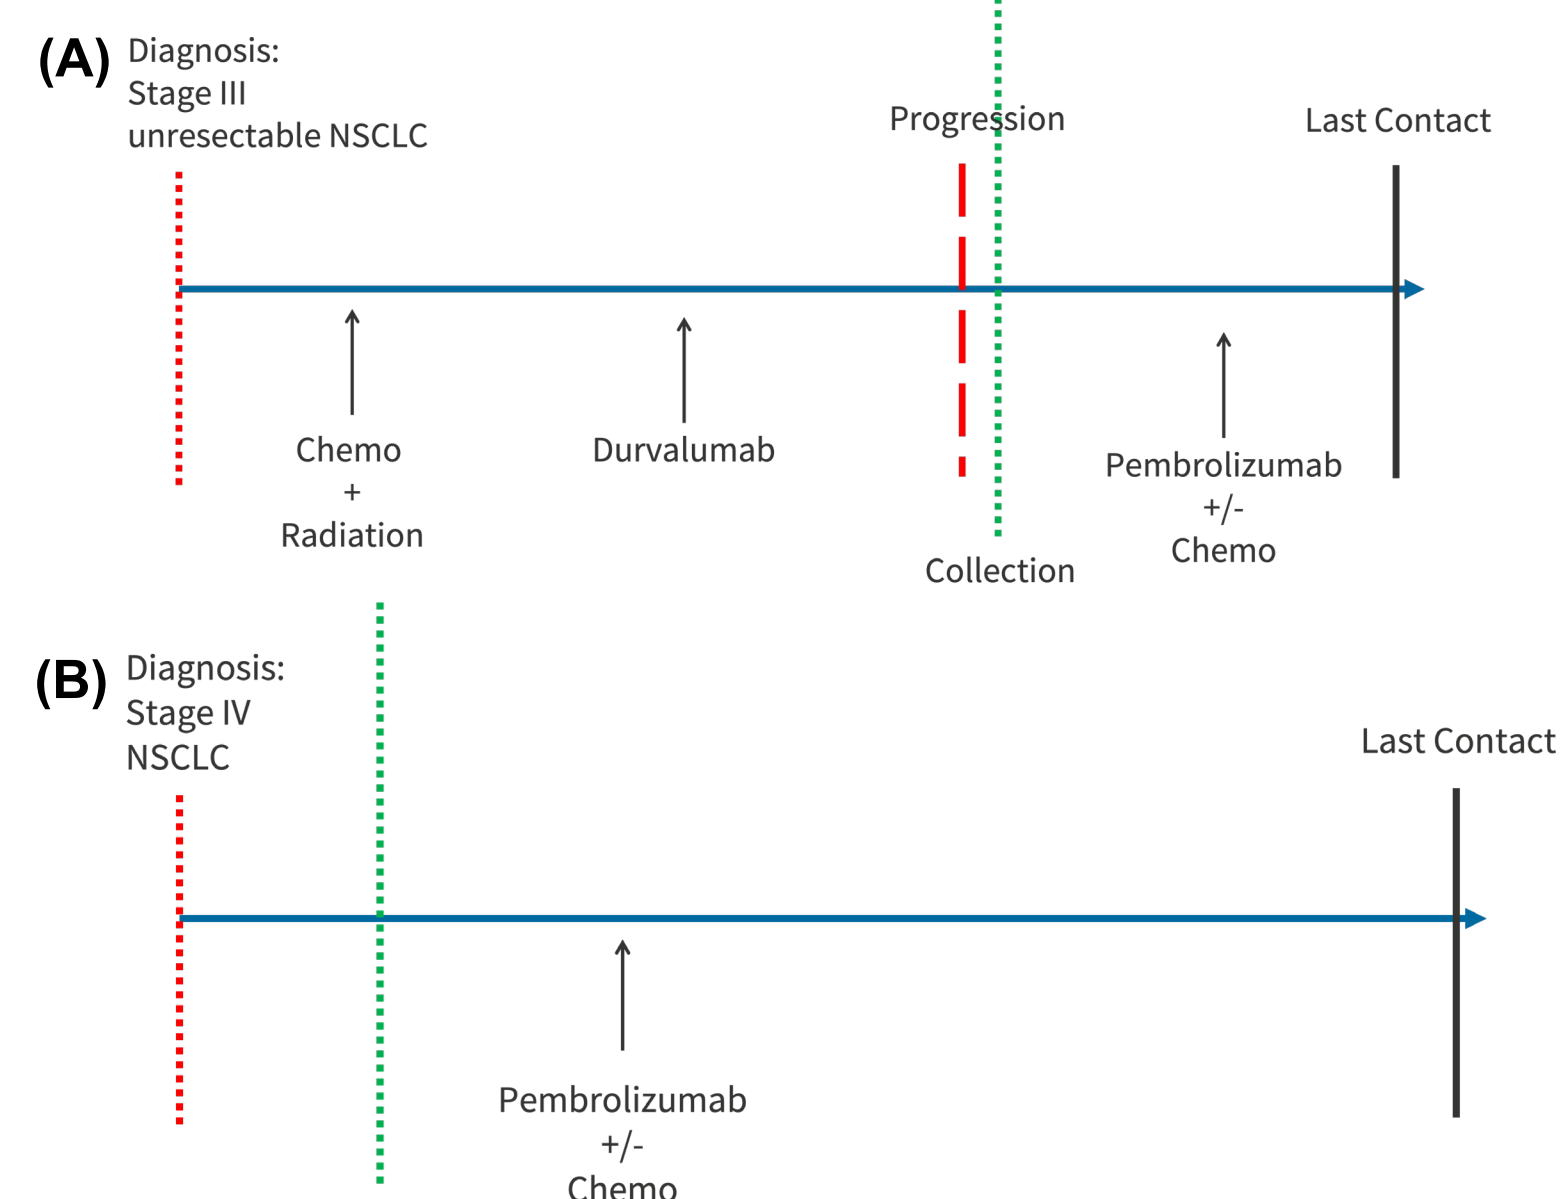 (A)
Diagnosis:
Stage III
unresectable NSCLC
Progression
Last Contact
Chemo
+
Radiation
Durvalumab
Pembrolizumab
+/-
Chemo
Collection
(B)
Diagnosis:
Stage IV
NSCLC
Last Contact
Pembrolizumab
+/-
Chemo